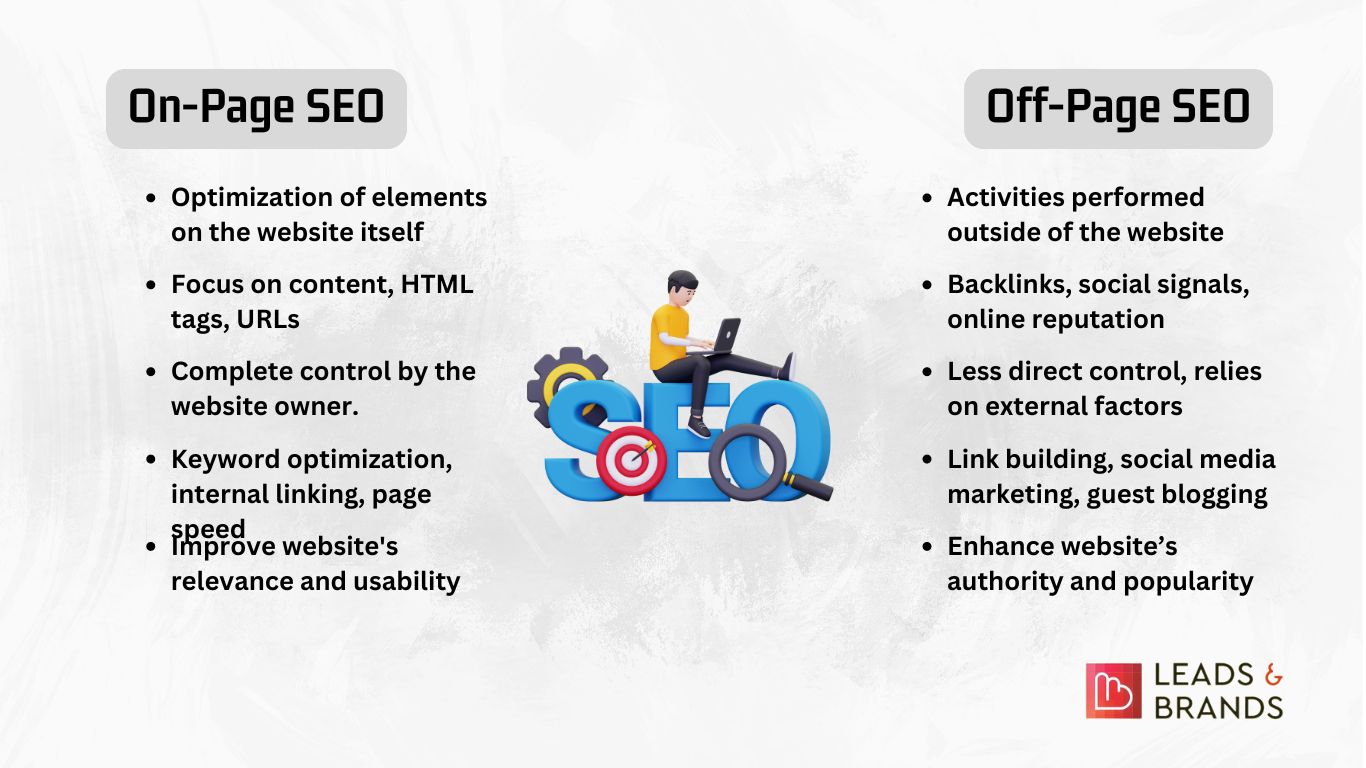 On-Page SEO
• Optimization of elements
on the website itself
• Focus on content, HTML
tags, URLs
• Complete control by the
website owner.
• Keyword optimization,
internal linking, page
speed
• Improve website's
relevance and usability
SEO
Off-Page SEO
• Activities performed
outside of the website
• Backlinks, social signals,
online reputation
• Less direct control, relies
on external factors
• Link building, social media
marketing, guest blogging
• Enhance website’s
authority and popularity
LEADS &
BRANDS